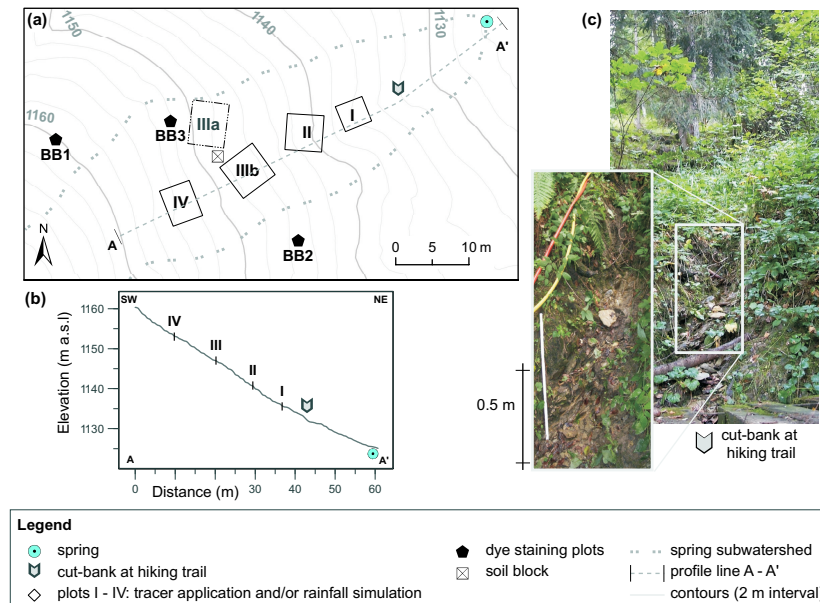 (a)
1150
1140
1130
A'
1160
BB1
BB3
IIIa
II
I
IIIb
IV
A
BB2
N
0 5 10 m
(b)
SW
NE
Elevation (m a.s.l)
1160
1150
1140
1130
IV
III
II
I
A
A'
0 10 30 40 50 60
Distance (m)
(c)
0.5 m
cut-bank at
hiking trail
Legend
spring
cut-bank at hiking trail
plots I - IV: tracer application and/or rainfall simulation
dye staining plots
soil block
spring subwatershed
profile line A - A'
contours (2 m interval)